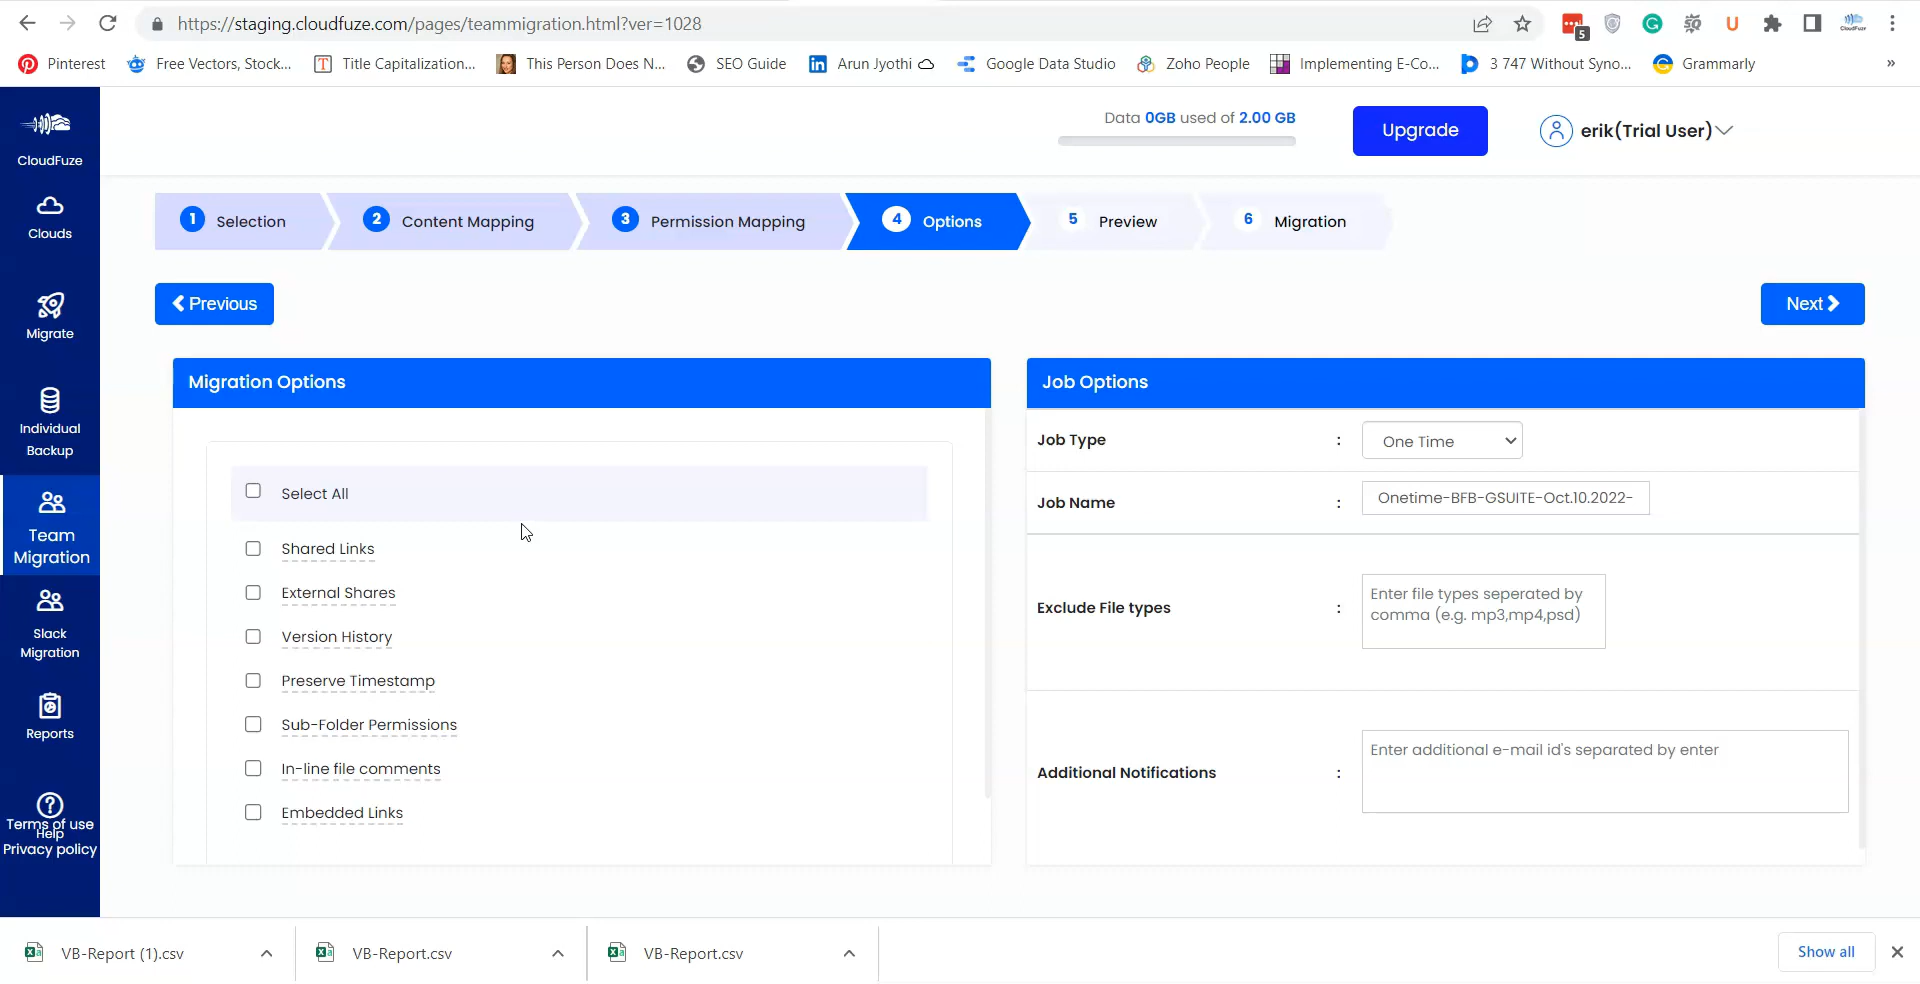 https://staging.cloudfuze.com/pages/teammigration.html?ver=1028
5
CloudFuze
Pinterest
Free Vectors, Stock...
T
Title Capitalization...
This Person Does N...
SEO Guide
in
Arun Jyothi
Google Data Studio
Zoho People
Implementing E-Co...
3 747 Without Syno...
Grammarly
»
CloudFuze
Clouds
Migrate
Individual
Backup
Team
Migration
Slack
Migration
Reports
Terms of use
Help
Privacy policy
Data 0GB used of 2.00 GB
Upgrade
erik(Trial User)
1 Selection
2 Content Mapping
3 Permission Mapping
4 Options
5 Preview
6 Migration
Previous
Next
Migration Options
Select All
Shared Links
External Shares
Version History
Preserve Timestamp
Sub-Folder Permissions
In-line file comments
Embedded Links
Job Options
Job Type : One Time
Job Name : Onetime-BFB-GSUITE-Oct.10.2022-
Exclude File types : Enter file types seperated by
comma (e.g. mp3,mp4,psd)
Additional Notifications : Enter additional e-mail id's separated by enter
VB-Report (1).csv
VB-Report.csv
VB-Report.csv
Show all